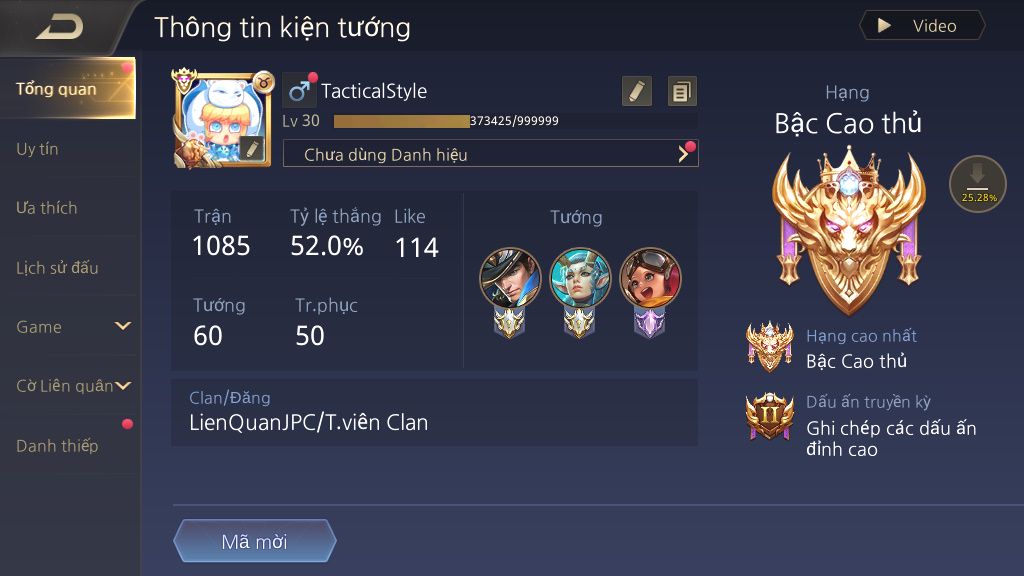 Thông tin kiện tướng
Video
Tổng quan
Uy tín
Ưa thích
Lịch sử đấu
Game
Cờ Liên quân
Danh thiếp
TacticalStyle
Lv 30
373425/999999
Chưa dùng Danh hiệu
Trận
Tỷ lệ thắng
Like
1085
52.0%
114
Tướng
Tr.phục
60
50
Tướng
Clan/Đăng
LienQuanJPC/T.viên Clan
Mã mời
Hạng
Bậc Cao thủ
25.28%
Hạng cao nhất
Bậc Cao thủ
II
Dấu ấn truyền kỳ
Ghi chép các dấu ấn
đỉnh cao